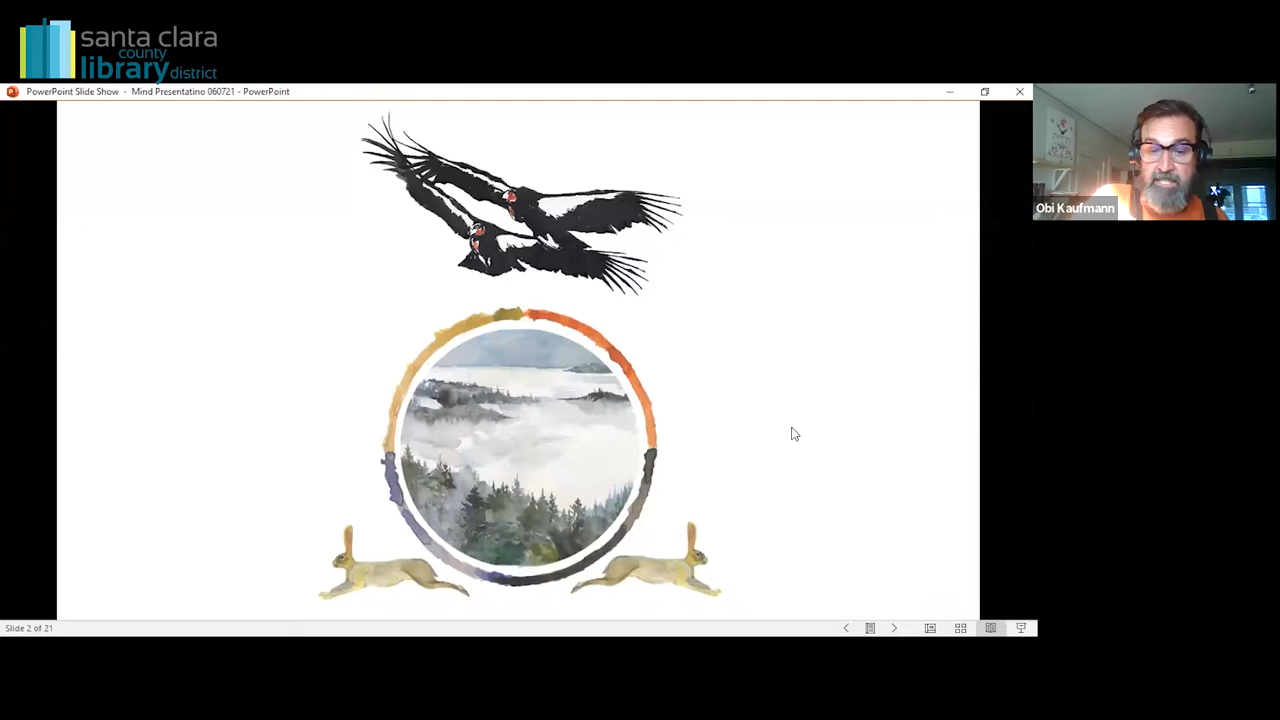 santa clara
county
library district
PowerPoint Slide Show - Mind Presentatino 060721 - PowerPoint
Obi Kaufmann
Slide 2 of 21